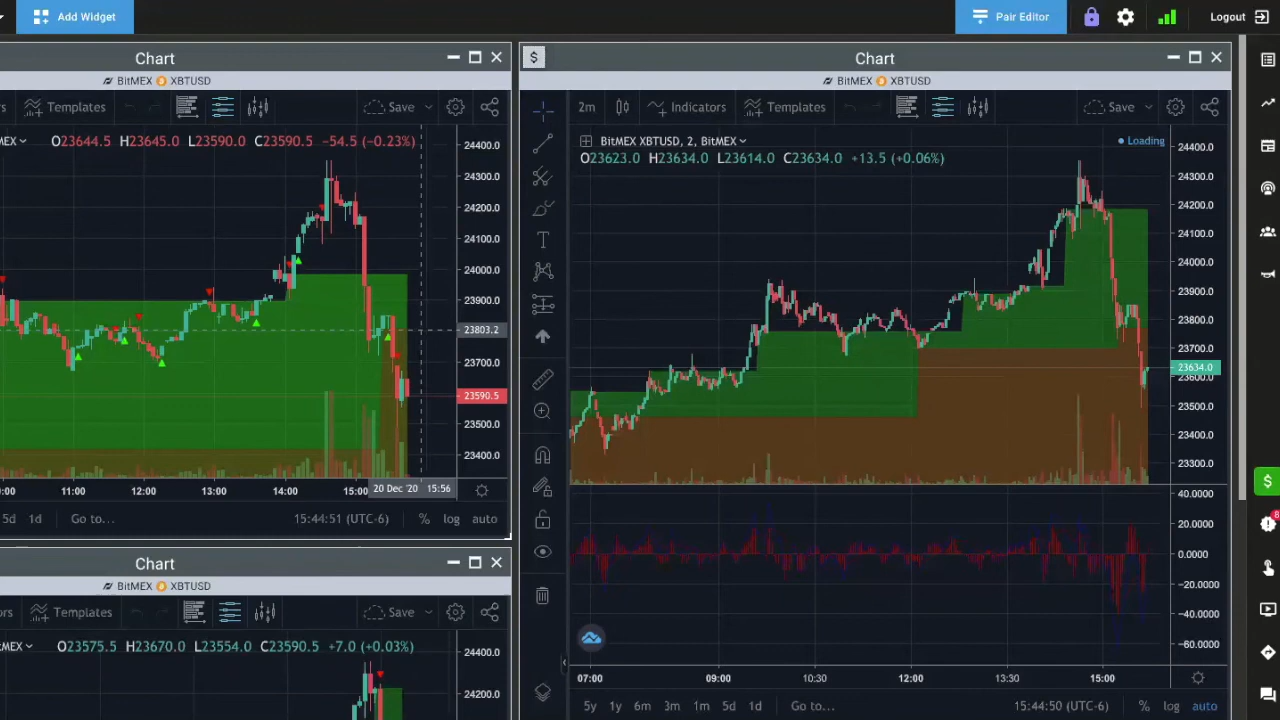 Add Widget
Pair Editor
Logout
Chart
BitMEX XBTUSD
Templates
Save
O23644.5 H23645.0 L23590.0 C23590.5 -54.5 (-0.23%)
24400.0
24300.0
24200.0
24100.0
24000.0
23900.0
23803.2
23700.0
23590.5
23500.0
23400.0
11:00 12:00 13:00 14:00 15:00 20 Dec '20 15:56
5d 1d Go to... 15:44:51 (UTC-6) % log auto
Chart
BitMEX XBTUSD
Templates
Save
O23575.5 H23670.0 L23554.0 C23590.5 +7.0 (+0.03%)
24400.0
24200.0
$
Chart
BitMEX XBTUSD
2m Indicators Templates Save
BitMEX XBTUSD, 2, BitMEX
Loading
O23623.0 H23634.0 L23614.0 C23634.0 +13.5 (+0.06%)
24400.0
24300.0
24200.0
24100.0
24000.0
23900.0
23800.0
23700.0
23634.0
23600.0
23500.0
23400.0
23300.0
40.0000
20.0000
0.0000
-20.0000
-40.0000
-60.0000
07:00 09:00 10:30 12:00 13:30 15:00
5y 1y 6m 3m 1m 5d 1d Go to... 15:44:50 (UTC-6) % log auto
$
8